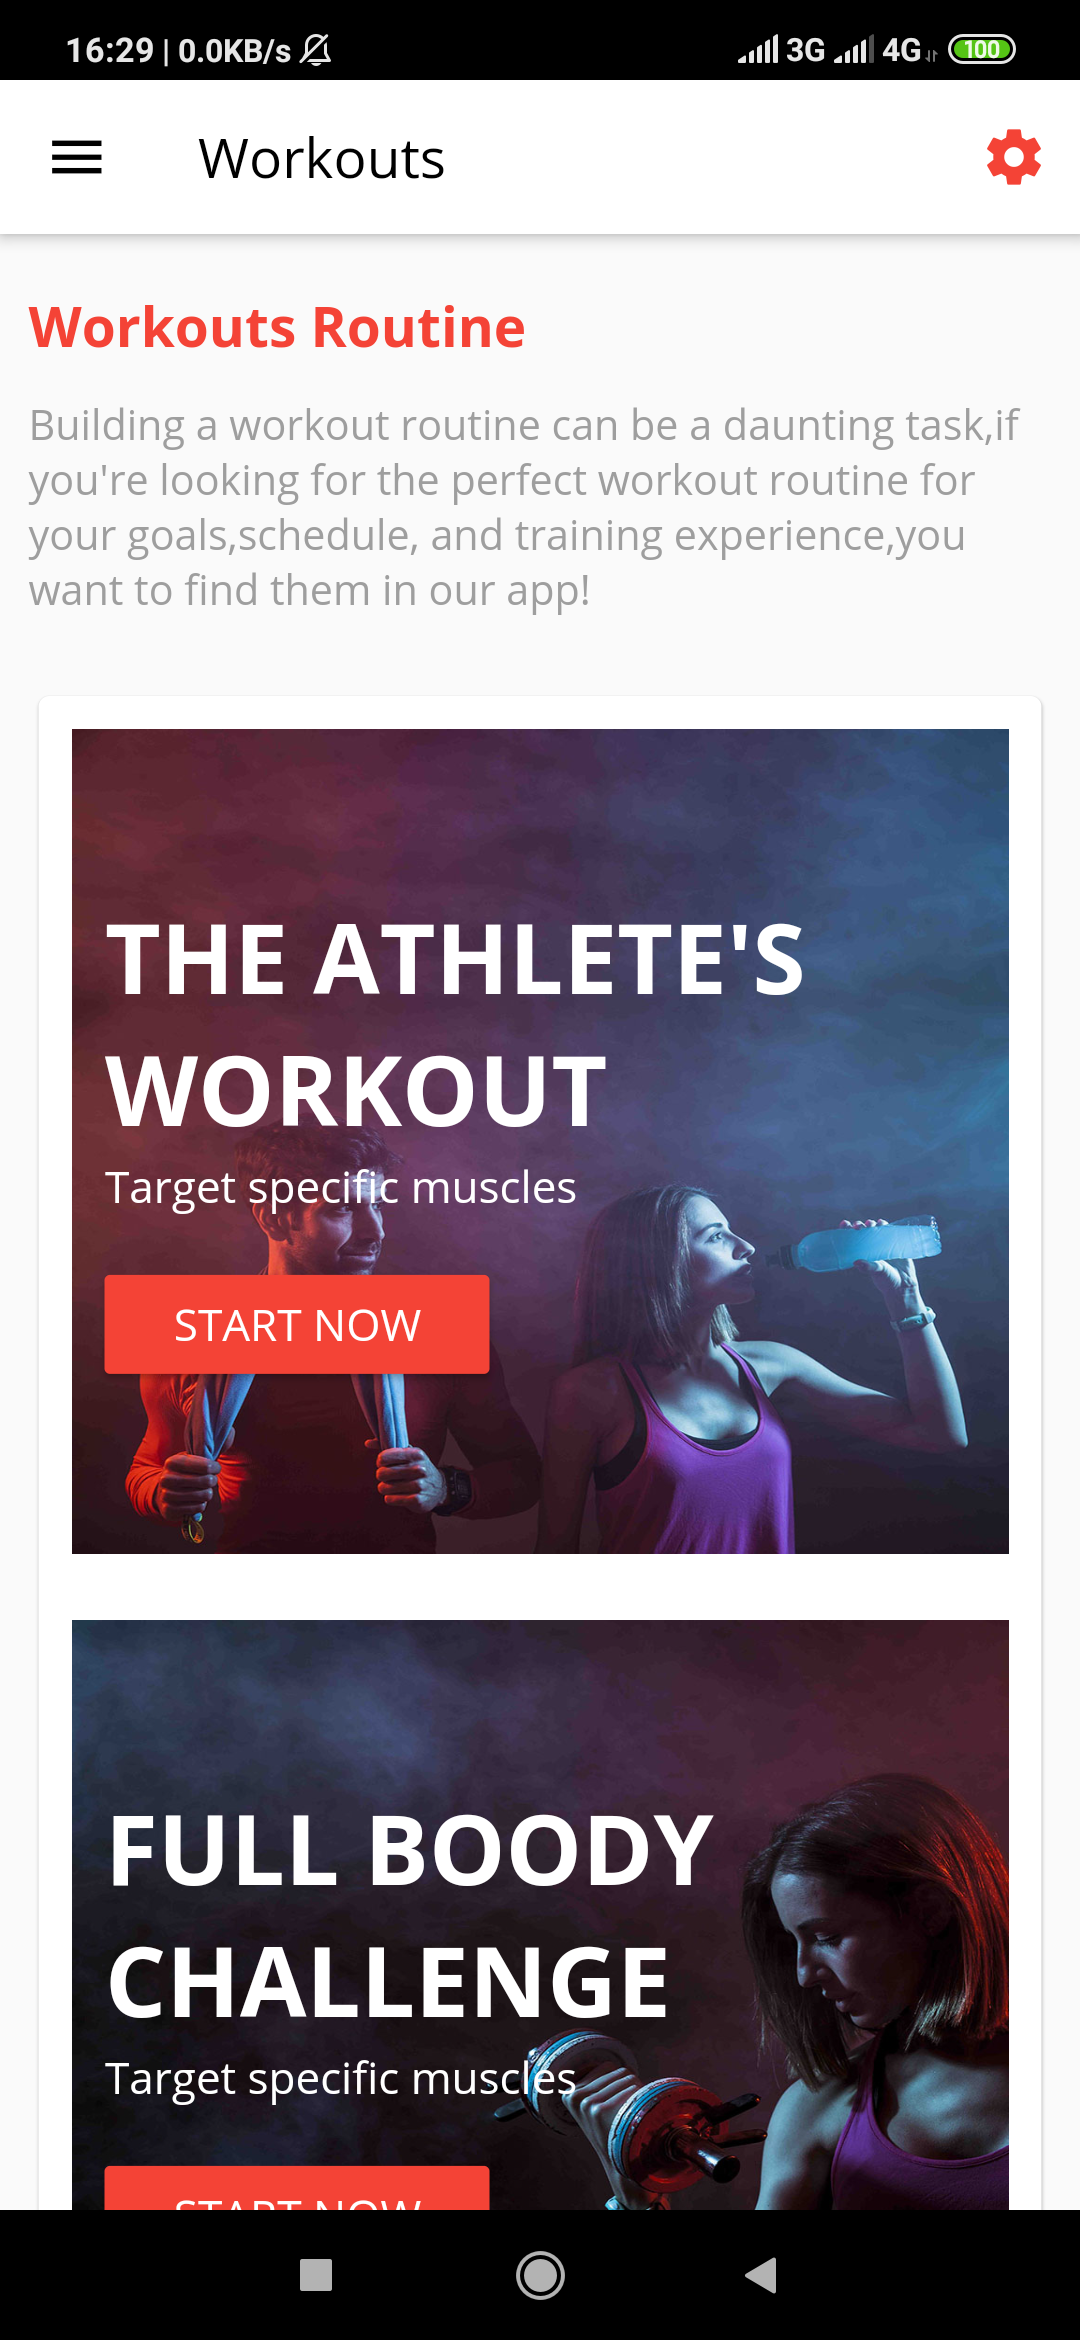 16:29 | 0.0KB/s 3G 4G 100
Workouts
Workouts Routine
Building a workout routine can be a daunting task,if
you're looking for the perfect workout routine for
your goals,schedule, and training experience,you
want to find them in our app!
THE ATHLETE'S
WORKOUT
Target specific muscles
START NOW
FULL BOODY
CHALLENGE
Target specific muscles
START NOW